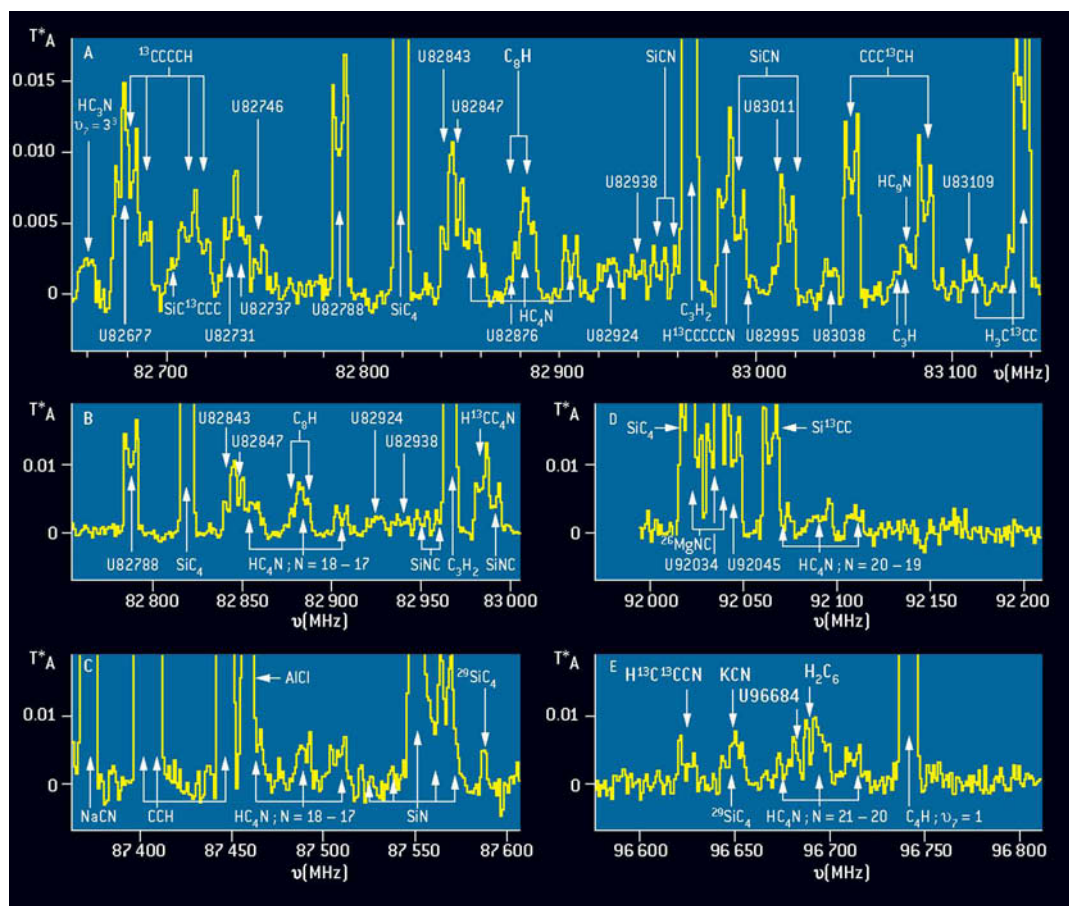 T*A
A
0.015
0.010
0.005
0
HC3N
υ7 = 3³
¹³CCCCH
U82746
U82843
C8H
U82847
SiCN
SiCN
U83011
CCC¹³CH
U82938
HC9N
U83109
U82677
SiC¹³CCC
U82731
U82737
U82788
SiC4
HC4N
U82876
U82924
C3H2
H¹³CCCCCN
U82995
U83038
C3H
H3C¹³CC
82 700
82 800
82 900
83 000
83 100
υ(MHz)
T*A
B
0.01
0
U82843
U82847
C8H
U82924
U82938
H¹³CC4N
U82788
SiC4
HC4N ; N = 18 – 17
SiNC
C3H2
SiNC
82 800
82 850
82 900
82 950
83 000
υ(MHz)
T*A
D
0.01
0
SiC4
Si¹³CC
²⁶MgNC
U92034
U92045
HC4N ; N = 20 – 19
92 000
92 050
92 100
92 150
92 200
υ(MHz)
T*A
C
0.01
0
AlCl
²⁹SiC4
NaCN
CCH
HC4N ; N = 18 – 17
SiN
87 400
87 450
87 500
87 550
87 600
υ(MHz)
T*A
E
0.01
0
H¹³C¹³CCN
KCN
U96684
H2C6
²⁹SiC4
HC4N ; N = 21 – 20
C4H ; υ7 = 1
96 600
96 650
96 700
96 750
96 800
υ(MHz)